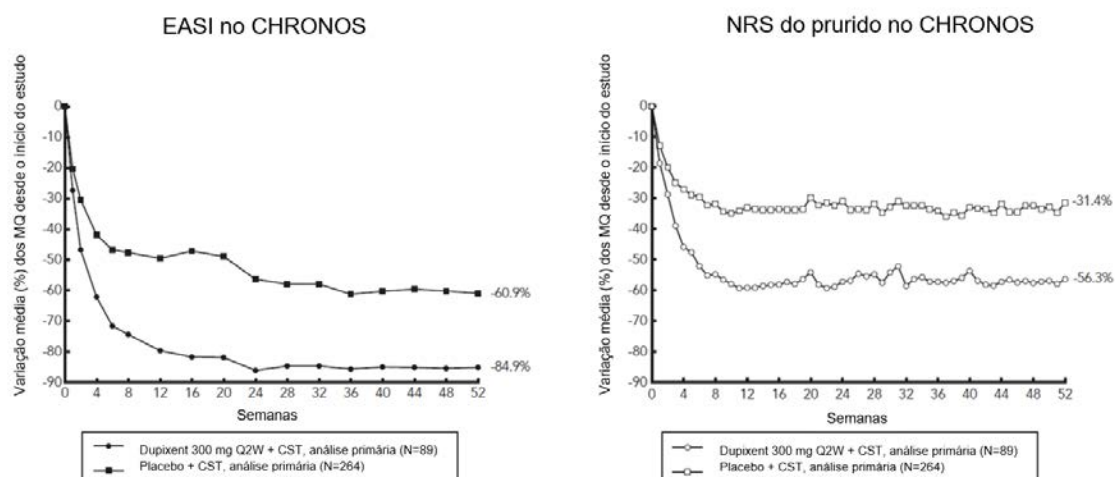 EASI no CHRONOS
Variação média (%) dos MQ desde o início do estudo
0
-10
-20
-30
-40
-50
-60
-70
-80
-90
-60.9%
-84.9%
0 4 8 12 16 20 24 28 32 36 40 44 48 52
Semanas
Dupixent 300 mg Q2W + CST, análise primária (N=89)
Placebo + CST, análise primária (N=264)
NRS do prurido no CHRONOS
Variação média (%) dos MQ desde o início do estudo
0
-10
-20
-30
-40
-50
-60
-70
-80
-90
-31.4%
-56.3%
0 4 8 12 16 20 24 28 32 36 40 44 48 52
Semanas
Dupixent 300 mg Q2W + CST, análise primária (N=89)
Placebo + CST, análise primária (N=264)